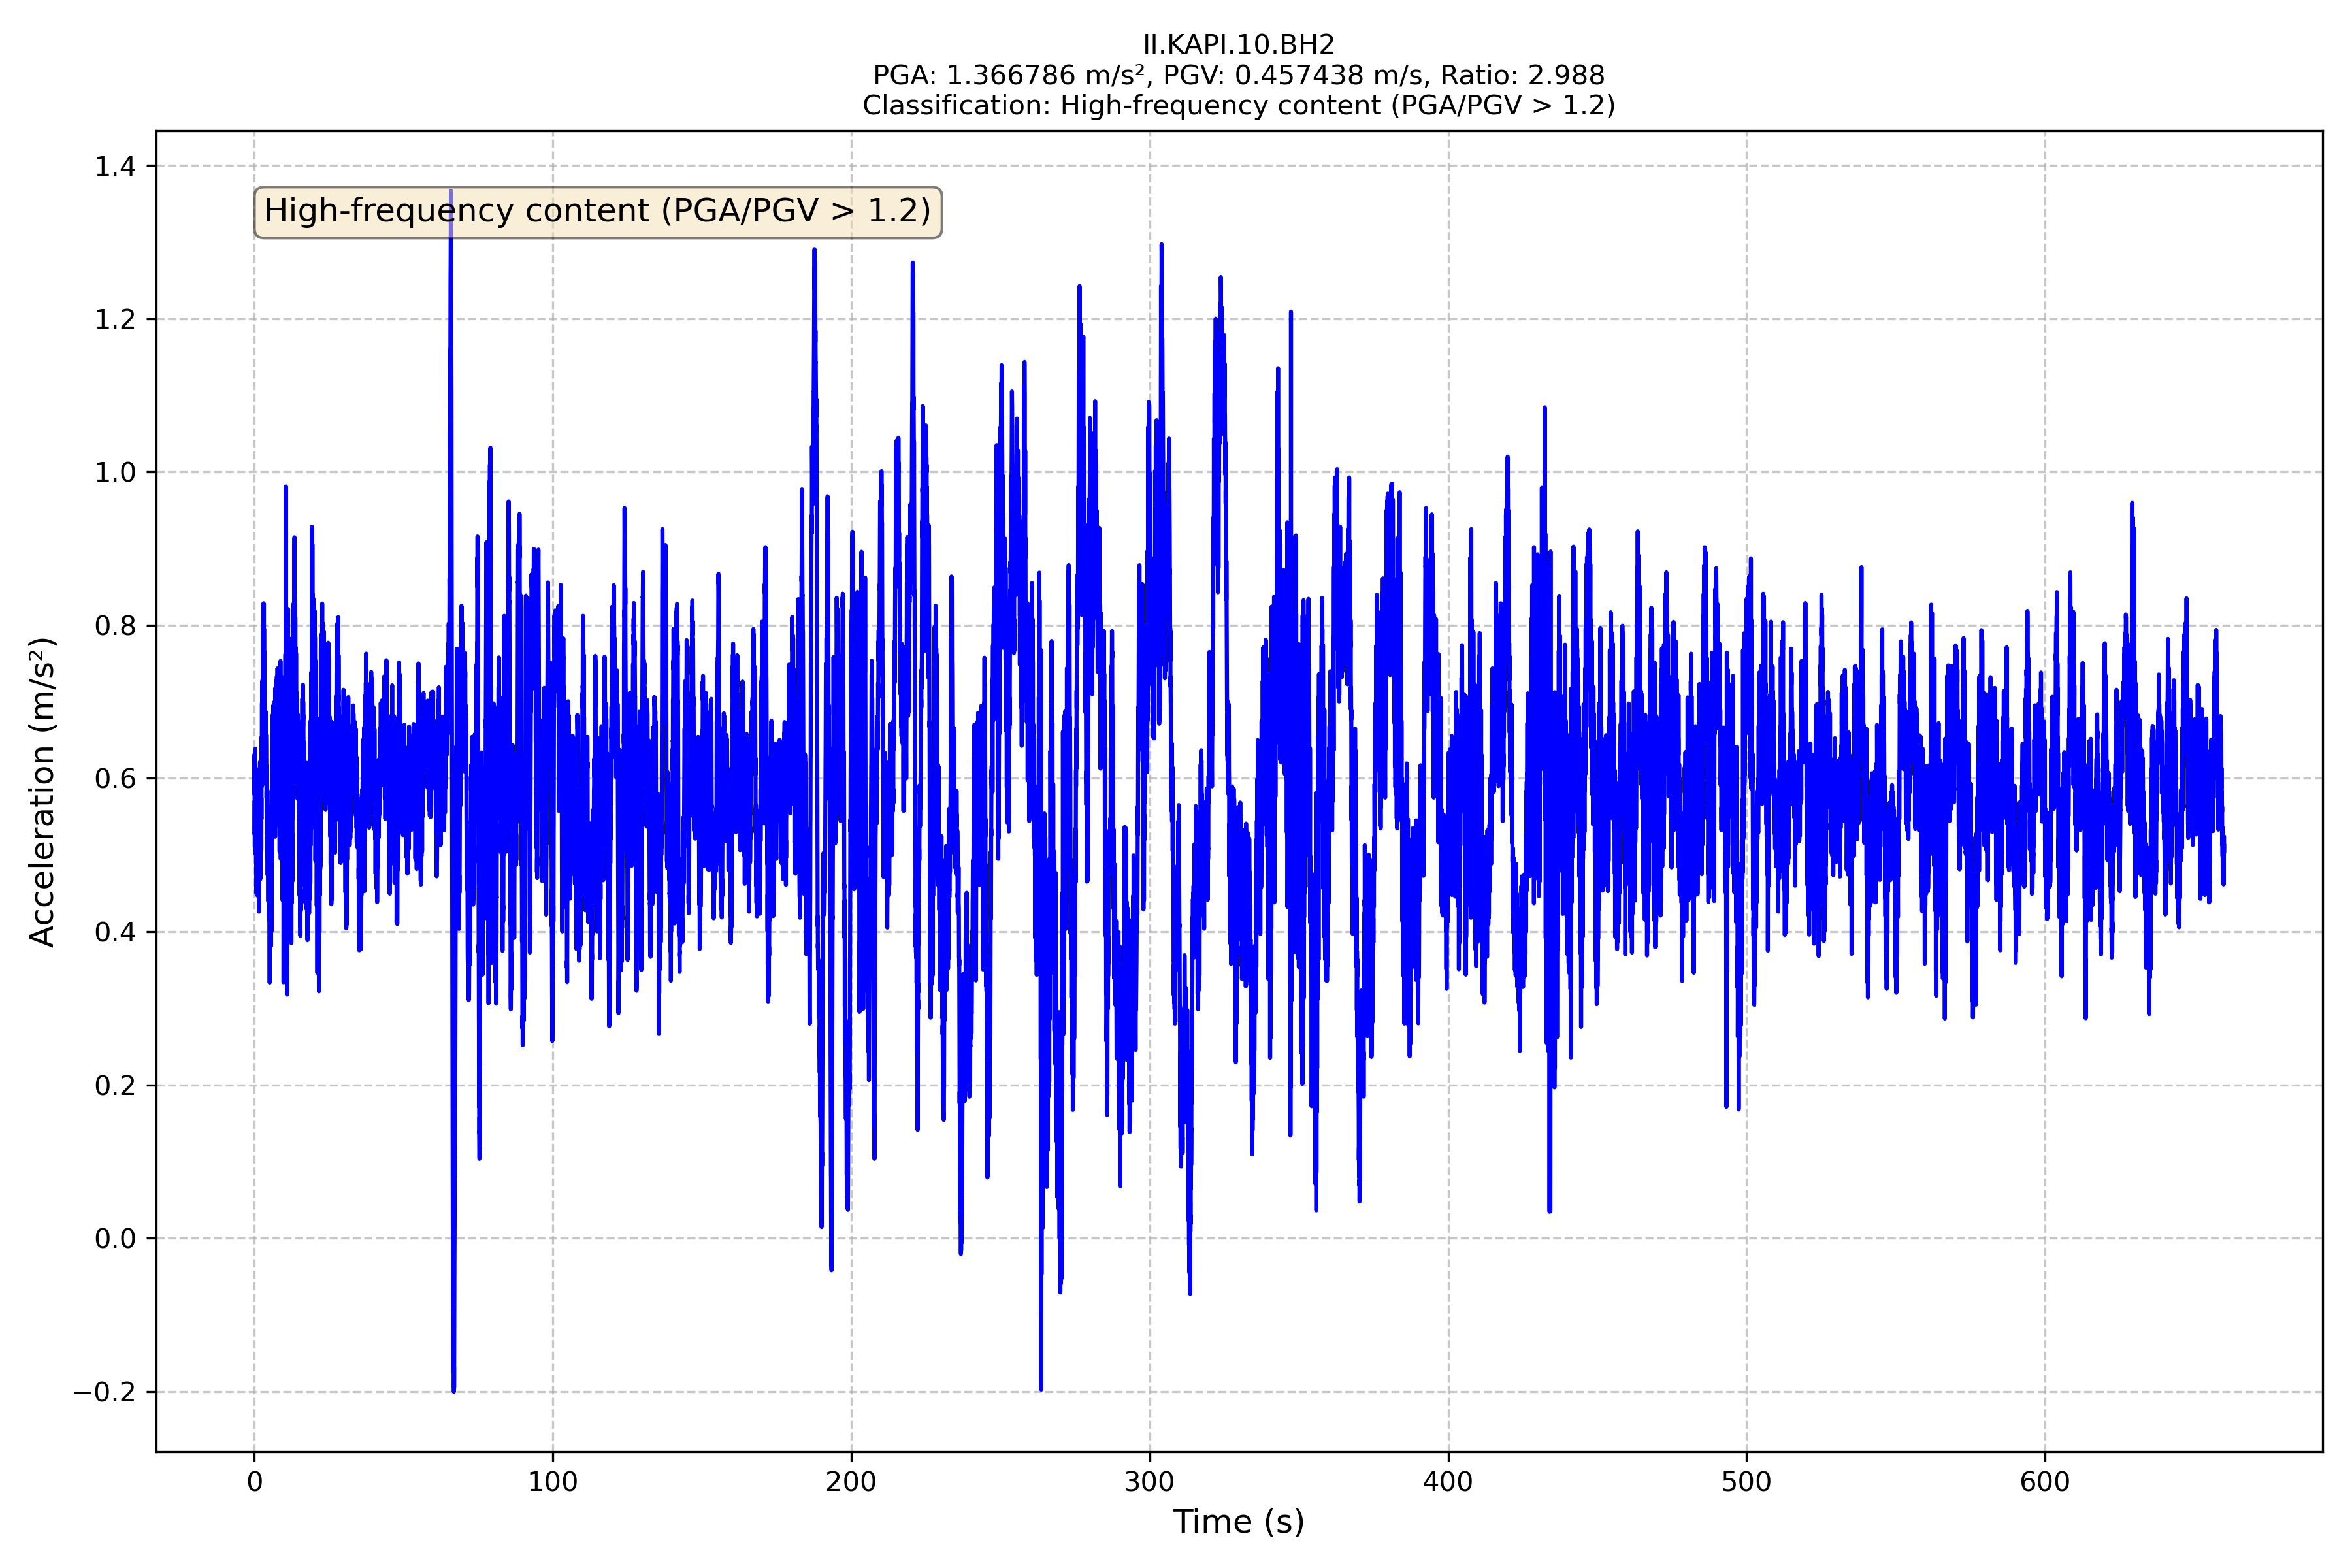 II.KAPI.10.BH2
PGA: 1.366786 m/s², PGV: 0.457438 m/s, Ratio: 2.988
Classification: High-frequency content (PGA/PGV > 1.2)
High-frequency content (PGA/PGV > 1.2)
Acceleration (m/s²)
1.4
1.2
1.0
0.8
0.6
0.4
0.2
0.0
−0.2
0 100 200 300 400 500 600
Time (s)